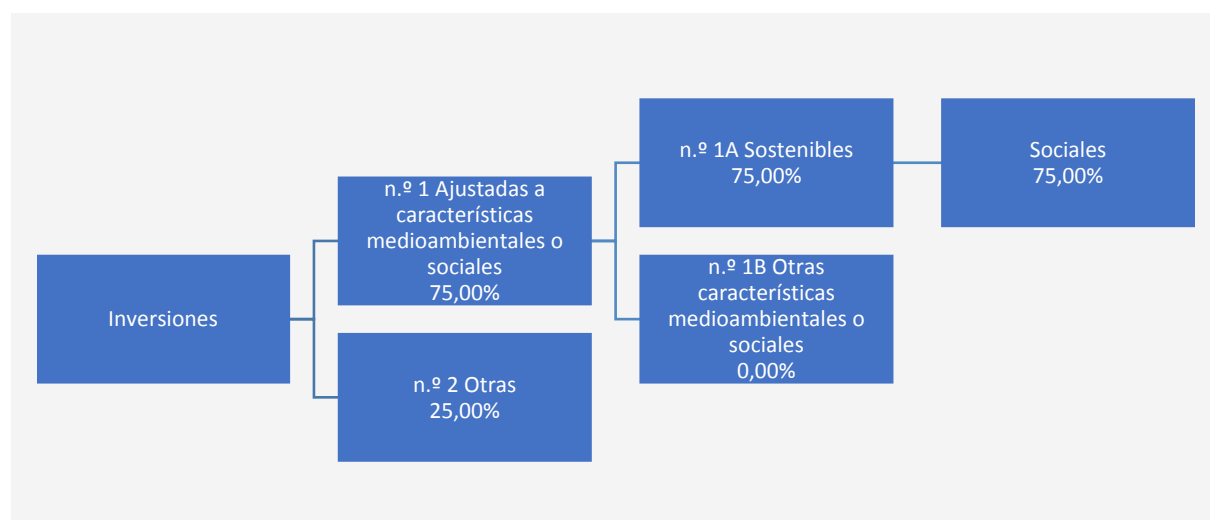 Inversiones
n.º 1 Ajustadas a
características
medioambientales o
sociales
75,00%
n.º 2 Otras
25,00%
n.º 1A Sostenibles
75,00%
n.º 1B Otras
características
medioambientales o
sociales
0,00%
Sociales
75,00%